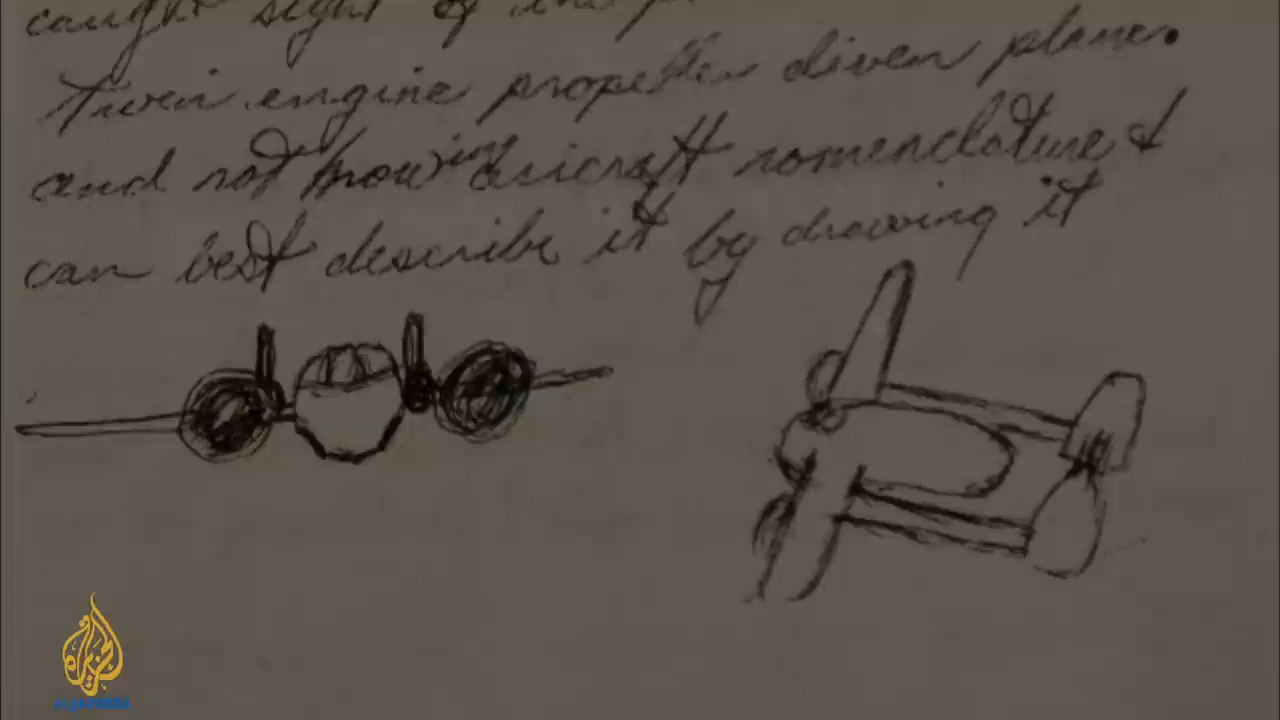 caught sight of the
Twin engine propeller driven plane.
and not knowing aircraft nomenclature I
can best describe it by drawing it
الجزيرة